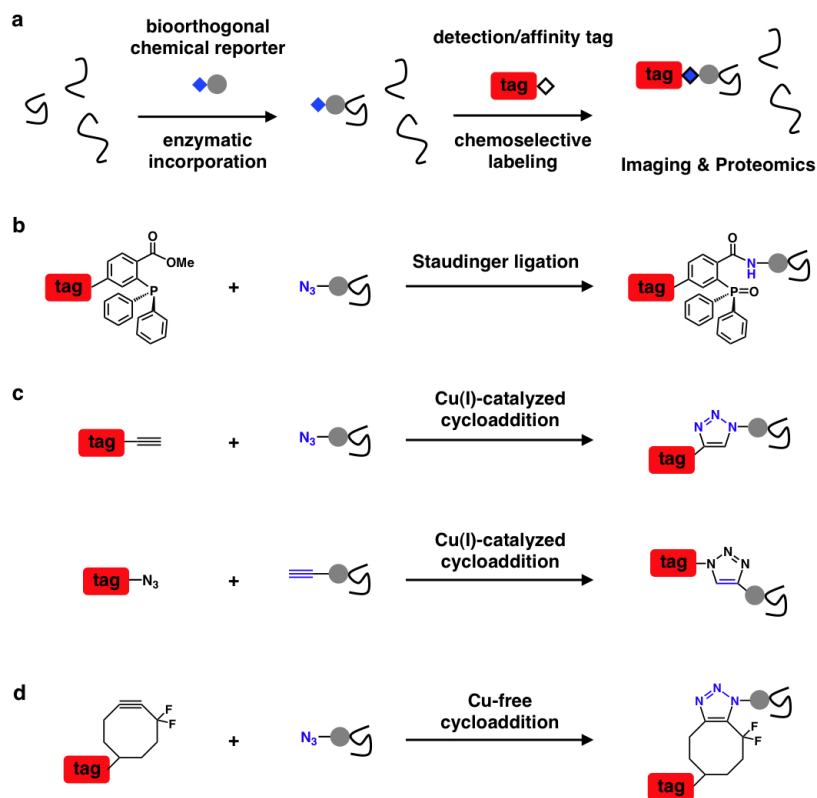 a
bioorthogonal
chemical reporter
enzymatic
incorporation
detection/affinity tag
tag
chemoselective
labeling
tag
Imaging & Proteomics
b
tag
O
OMe
P
+
N3
Staudinger ligation
tag
O
N
H
P=O
c
tag
+
N3
Cu(I)-catalyzed
cycloaddition
N
N
N
tag
tag
N3
+
Cu(I)-catalyzed
cycloaddition
tag
N
N
N
d
F
F
tag
+
N3
Cu-free
cycloaddition
N
N
N
F
F
tag